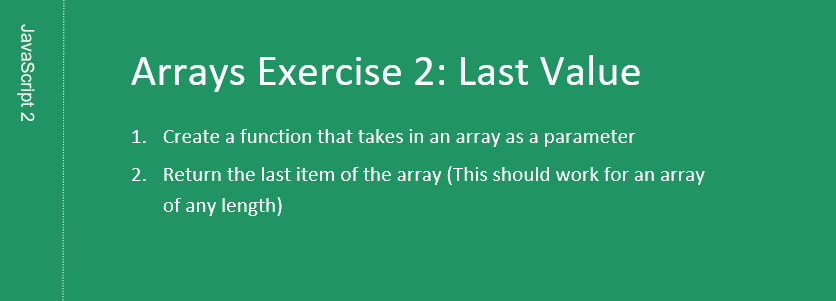 JavaScript 2
Arrays Exercise 2: Last Value
1. Create a function that takes in an array as a parameter
2. Return the last item of the array (This should work for an array
of any length)